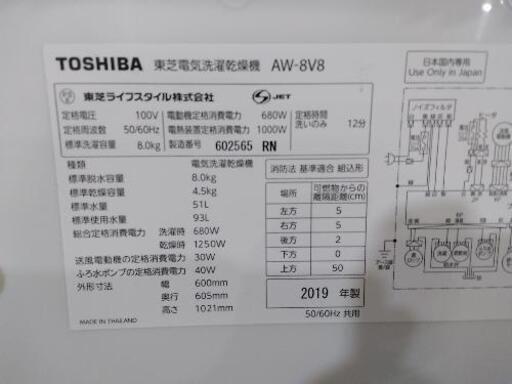 TOSHIBA 東芝電気洗濯乾燥機 AW-8V8
日本国内専用
Use Only in Japan
東芝ライフスタイル株式会社
S JET
定格電圧 100V
定格周波数 50/60Hz
標準洗濯容量 8.0kg
電動機定格消費電力 680W
電熱装置定格消費電力 1000W
製造番号 602565 RN
定格時間
洗いのみ 12分
種類 電気洗濯乾燥機
標準脱水容量 8.0kg
標準乾燥容量 4.5kg
標準水量 51L
標準使用水量 93L
総合定格消費電力 洗濯時 680W
乾燥時 1250W
送風電動機の定格消費電力 30W
ふろ水ポンプの定格消費電力 40W
外形寸法 幅 600mm
奥行 605mm
高さ 1021mm
MADE IN THAILAND
消防法 基準適合 組込形
場所 可燃物からの離隔距離(cm)
左方 5
右方 5
後方 2
下方 0
上方 50
2019 年製
50/60Hz 共用
ノイズフィルタ